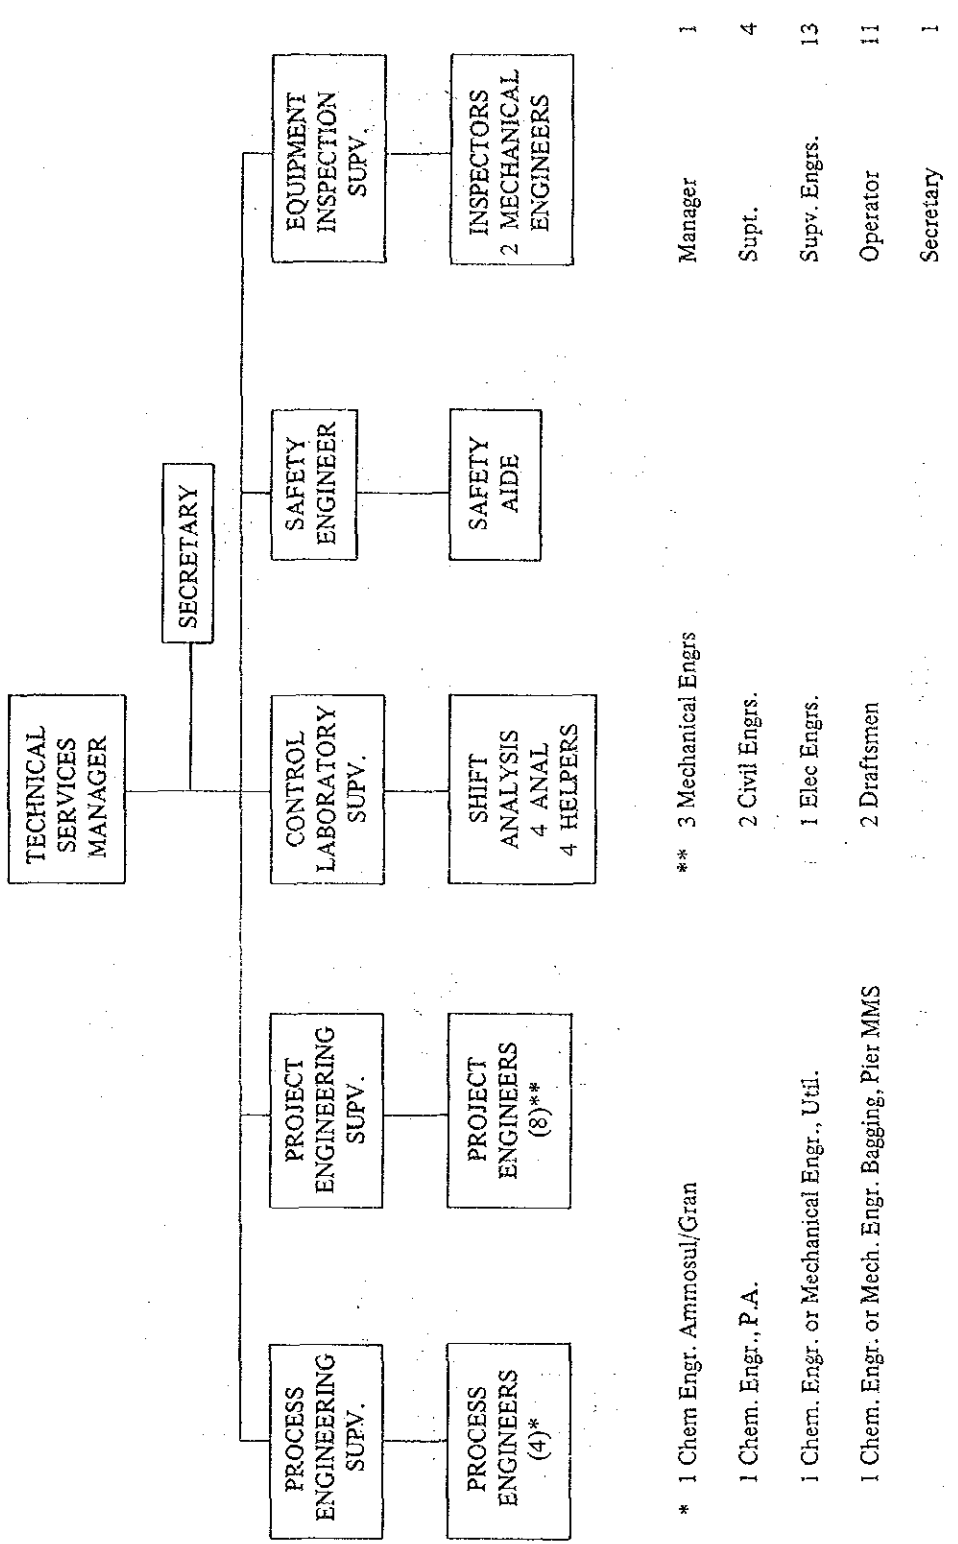 TECHNICAL
SERVICES
MANAGER
SECRETARY
PROCESS
ENGINEERING
SUPV.
PROJECT
ENGINEERING
SUPV.
CONTROL
LABORATORY
SUPV.
SAFETY
ENGINEER
EQUIPMENT
INSPECTION
SUPV.
PROCESS
ENGINEERS
(4)*
PROJECT
ENGINEERS
(8)**
SHIFT
ANALYSIS
4 ANAL
4 HELPERS
SAFETY
AIDE
INSPECTORS
2 MECHANICAL
ENGINEERS
* 1 Chem Engr. Ammosul/Gran
1 Chem. Engr., P.A.
1 Chem. Engr. or Mechanical Engr., Util.
1 Chem. Engr. or Mech. Engr. Bagging, Pier MMS
** 3 Mechanical Engrs
2 Civil Engrs.
1 Elec Engrs.
2 Draftsmen
Manager 1
Supt. 4
Supv. Engrs. 13
Operator 11
Secretary 1